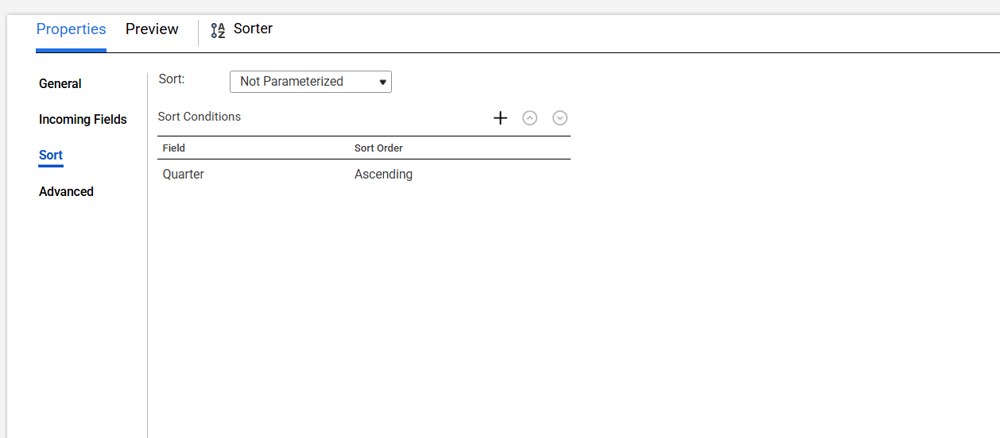 Properties Preview Sorter
General
Incoming Fields
Sort
Advanced
Sort: Not Parameterized
Sort Conditions
Field Sort Order
Quarter Ascending